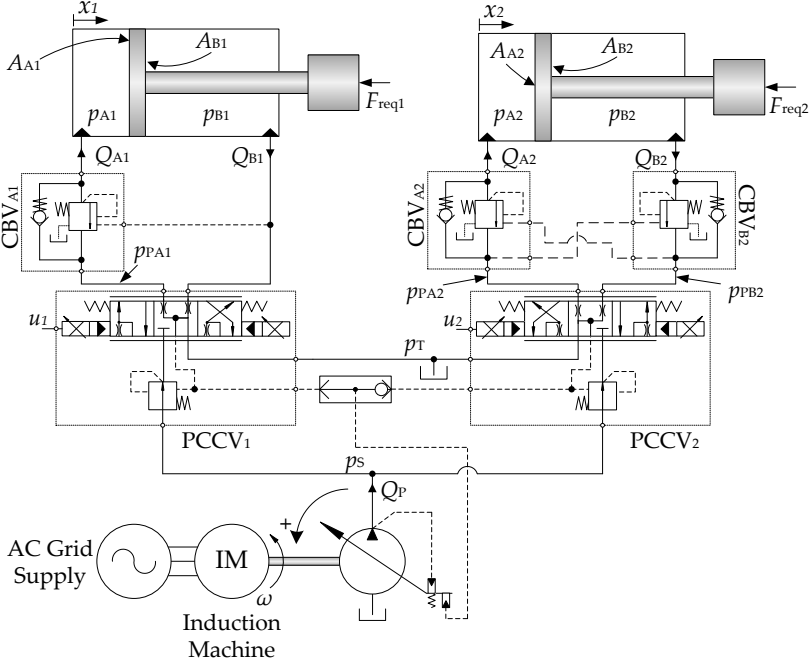 x1
x2
AA1
AB1
AA2
AB2
pA1
pB1
Freq1
pA2
pB2
Freq2
QA1
QB1
QA2
QB2
CBVA1
CBVA2
CBVB2
pPA1
pPA2
pPB2
u1
u2
pT
PCCV1
PCCV2
pS
QP
+
AC Grid
Supply
IM
ω
Induction
Machine